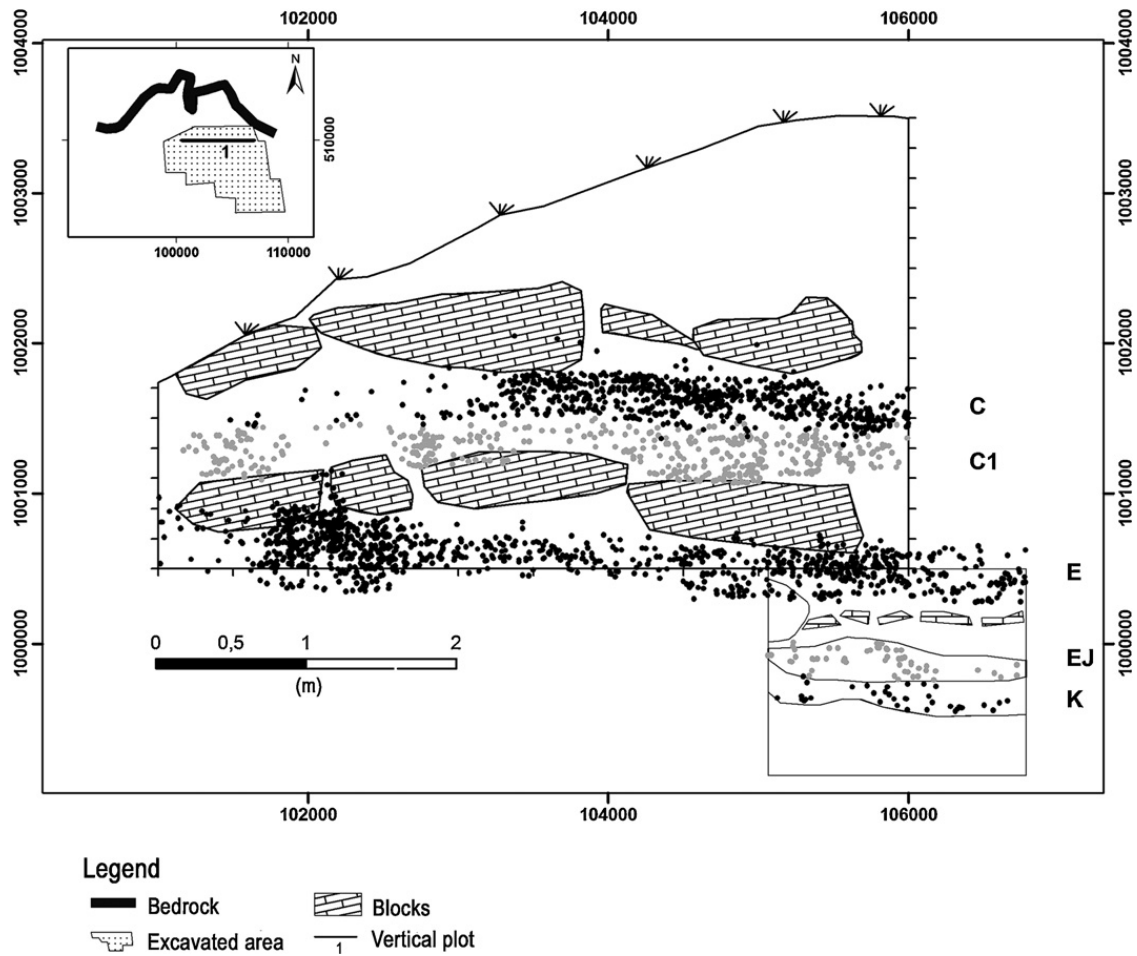 102000 104000 106000
1004000 1004000
N
1
510000
100000 110000
1003000 1003000
1002000 1002000
C
C1
1001000 1001000
E
0 0,5 1 2
(m)
1000000 1000000
EJ
K
102000 104000 106000
Legend
Bedrock Blocks
Excavated area 1 Vertical plot